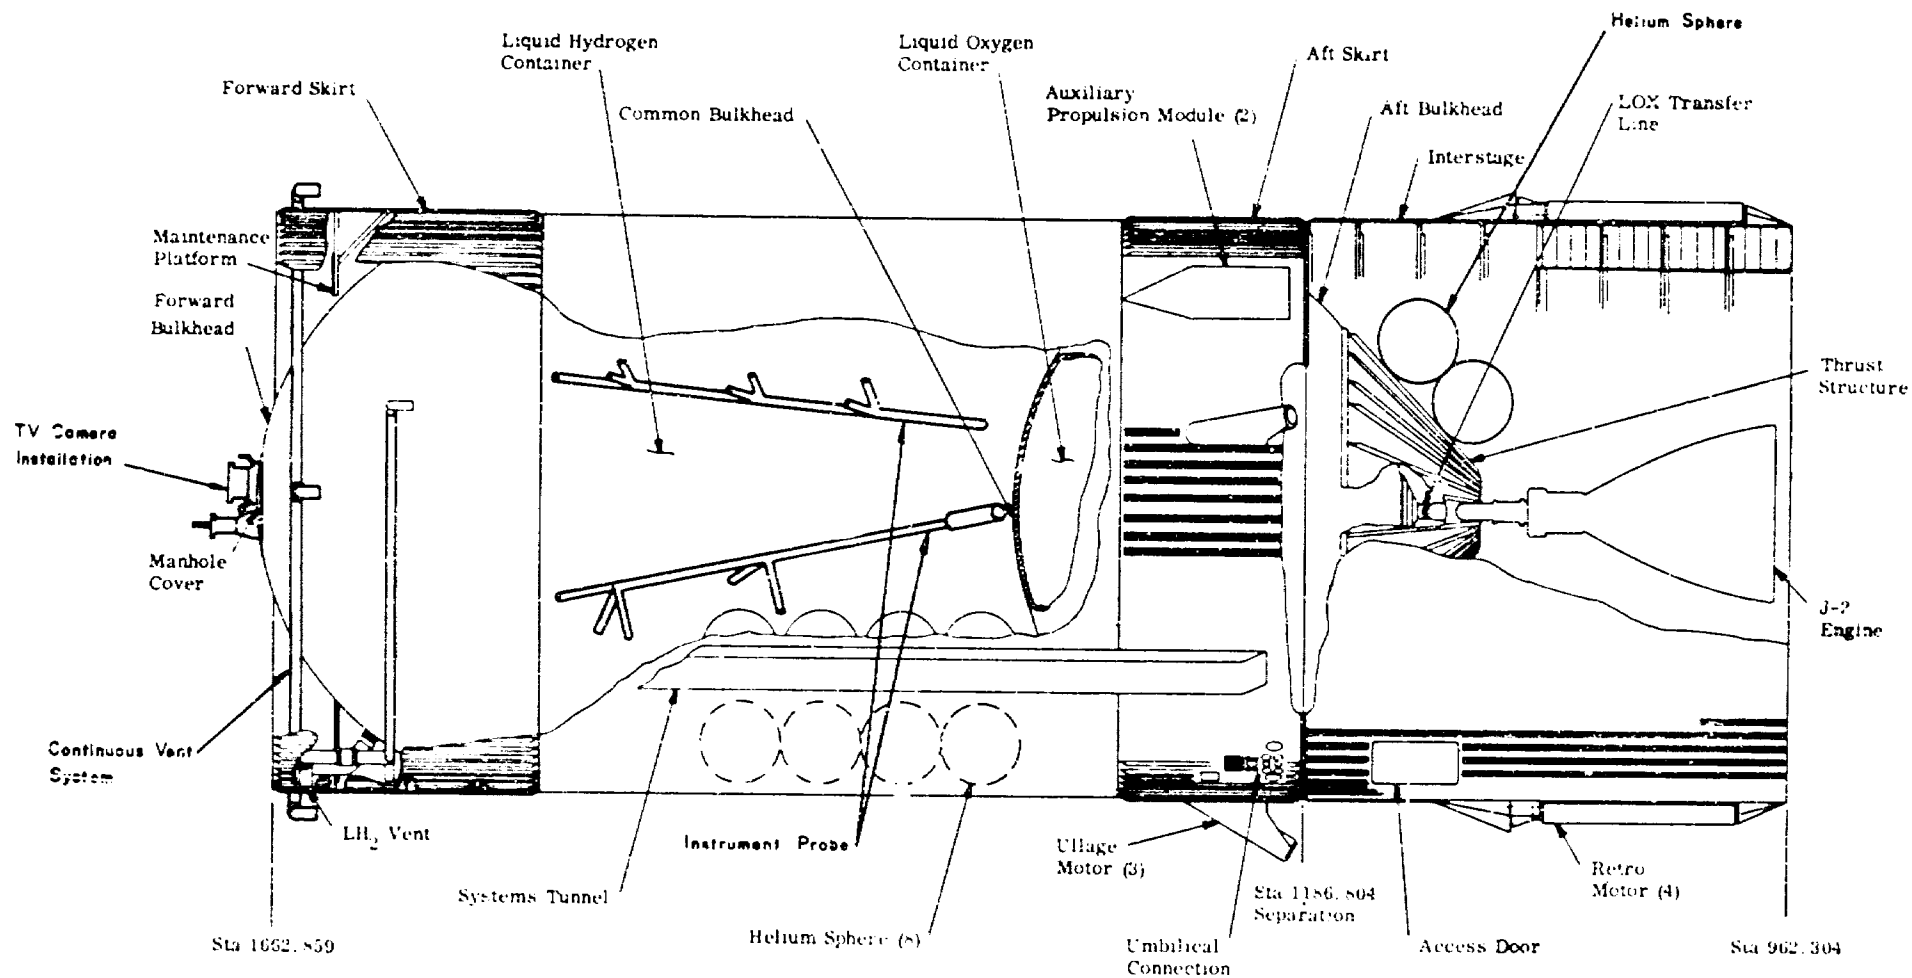 Helium Sphere
Liquid Hydrogen
Container
Liquid Oxygen
Container
Aft Skirt
Forward Skirt
Common Bulkhead
Auxiliary
Propulsion Module (2)
Aft Bulkhead
LOX Transfer
Line
Interstage
Maintenance
Platform
Forward
Bulkhead
Thrust
Structure
TV Camera
Installation
Manhole
Cover
J-2
Engine
Continuous Vent
System
LH2 Vent
Instrument Probe
Ullage
Motor (3)
Retro
Motor (4)
Systems Tunnel
Sta 1186.804
Separation
Sta 1662.859
Helium Sphere (8)
Umbilical
Connection
Access Door
Sta 962.304